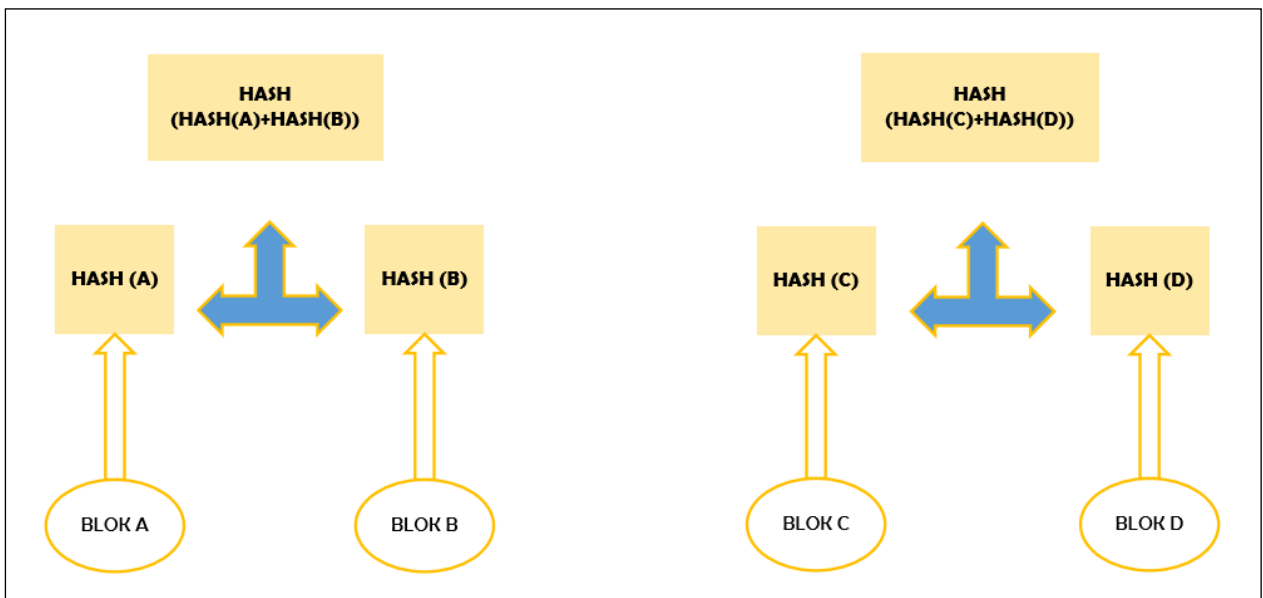 HASH
(HASH(A)+HASH(B))
HASH
(HASH(C)+HASH(D))
HASH (A)
HASH (B)
HASH (C)
HASH (D)
BLOK A
BLOK B
BLOK C
BLOK D